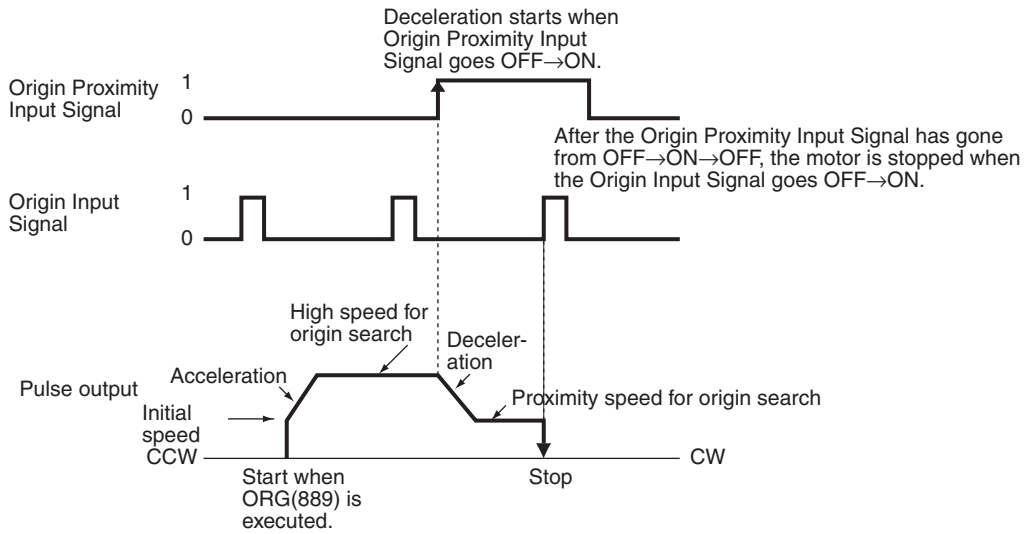 Deceleration starts when
Origin Proximity Input
Signal goes OFF→ON.
Origin Proximity
Input Signal
1
0
After the Origin Proximity Input Signal has gone
from OFF→ON→OFF, the motor is stopped when
the Origin Input Signal goes OFF→ON.
Origin Input
Signal
1
0
High speed for
origin search
Deceler-
ation
Acceleration
Pulse output
Proximity speed for origin search
Initial
speed
CCW
CW
Start when
ORG(889) is
executed.
Stop